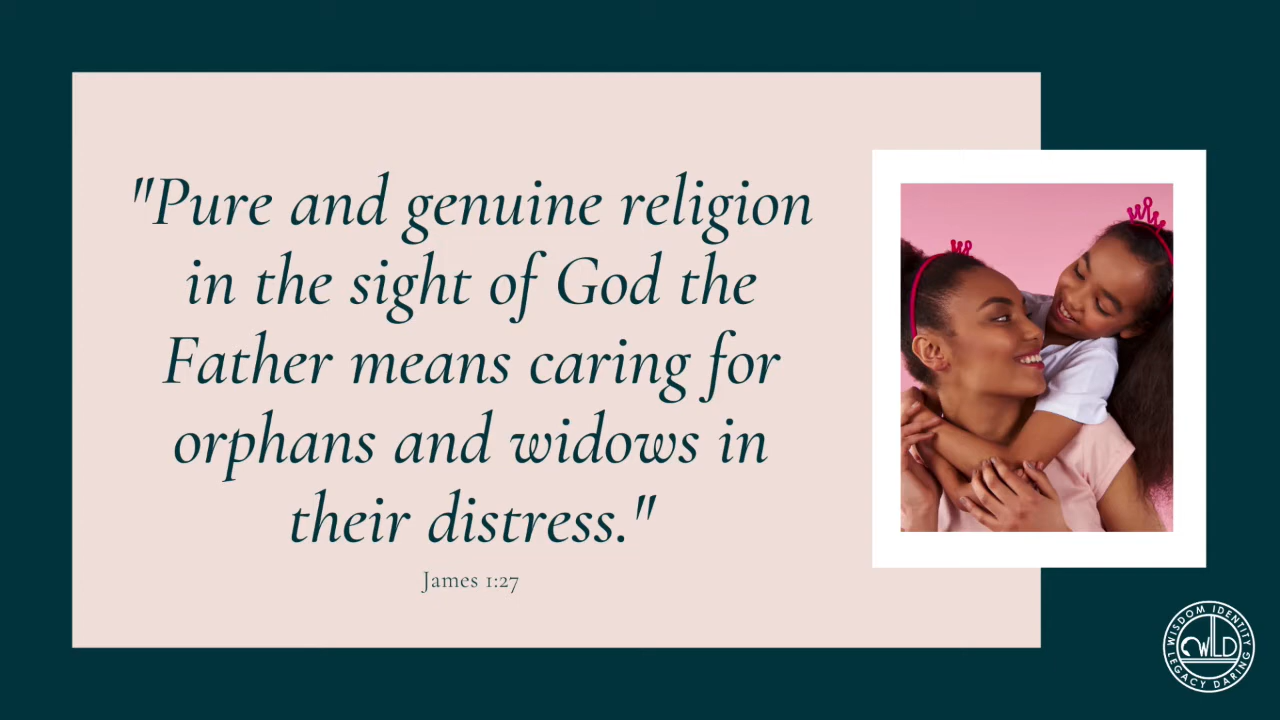 "Pure and genuine religion
in the sight of God the
Father means caring for
orphans and widows in
their distress."
James 1:27
WISDOM IDENTITY
WILD
LEGACY DARING